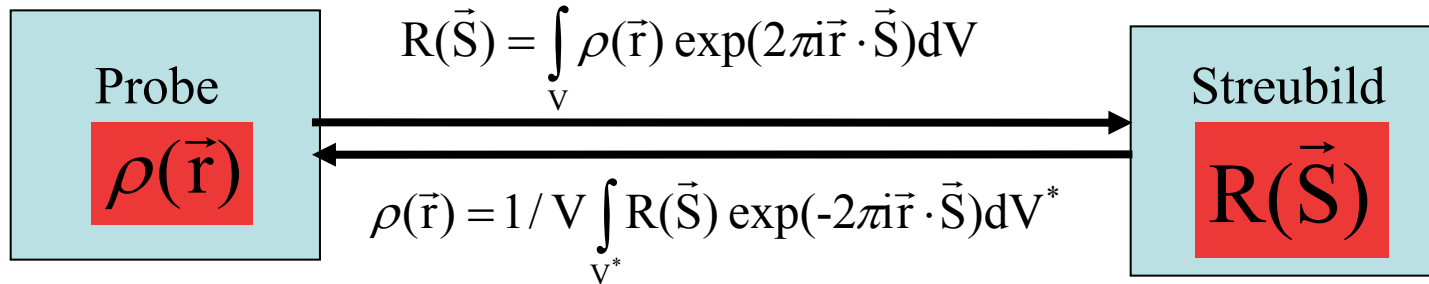 R(S⃗) = ∫_V ρ(r⃗) exp(2πi r⃗ · S⃗)dV
Probe
ρ(r⃗)
Streubild
R(S⃗)
ρ(r⃗) = 1/ V ∫_V* R(S⃗) exp(-2πi r⃗ · S⃗)dV*